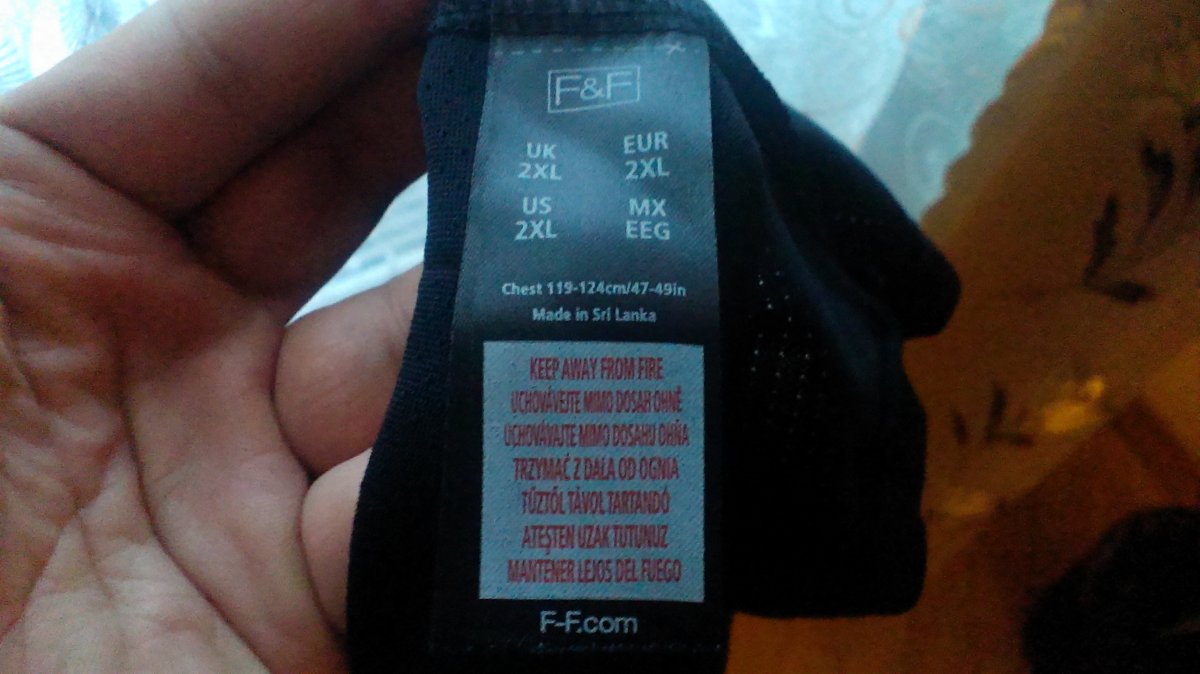 F&F
UK EUR
2XL 2XL
US MX
2XL EEG
Chest 119-124cm/47-49in
Made in Sri Lanka
KEEP AWAY FROM FIRE
UCHOVÁVEJTE MIMO DOSAH OHNĚ
UCHOVÁVAJTE MIMO DOSAHU OHŇA
TRZYMAĆ Z DALA OD OGNIA
TŰZTŐL TÁVOL TARTANDÓ
ATEŞTEN UZAK TUTUNUZ
MANTENER LEJOS DEL FUEGO
F-F.com